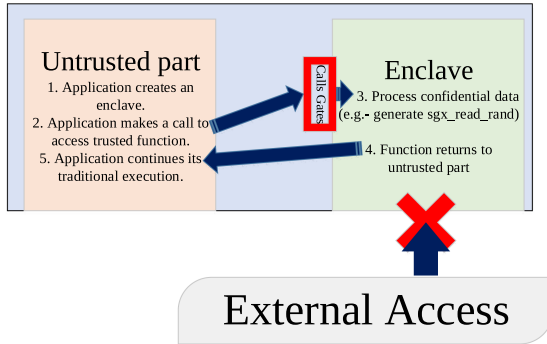 Untrusted part
1. Application creates an
enclave.
2. Application makes a call to
access trusted function.
5. Application continues its
traditional execution.
Calls Gates
Enclave
3. Process confidential data
(e.g.- generate sgx_read_rand)
4. Function returns to
untrusted part
External Access